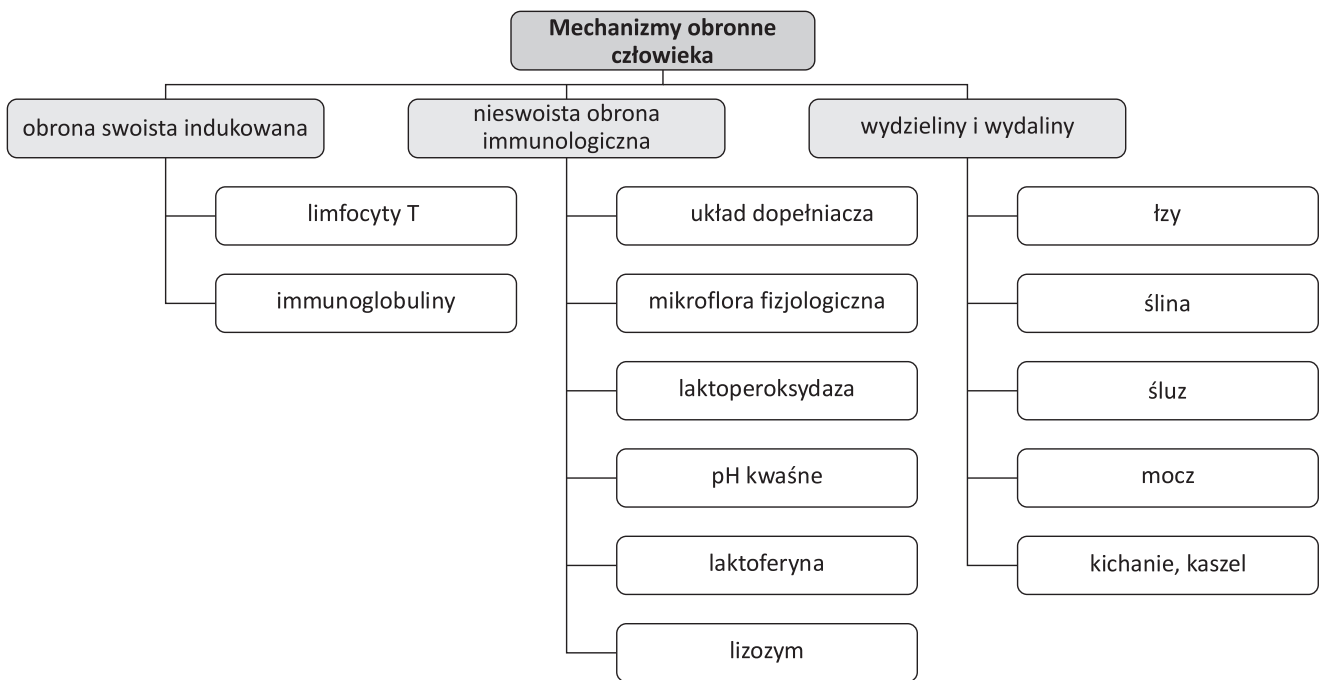 Mechanizmy obronne
człowieka
obrona swoista indukowana
limfocyty T
immunoglobuliny
nieswoista obrona
immunologiczna
układ dopełniacza
mikroflora fizjologiczna
laktoperoksydaza
pH kwaśne
laktoferyna
lizozym
wydzieliny i wydaliny
łzy
ślina
śluz
mocz
kichanie, kaszel